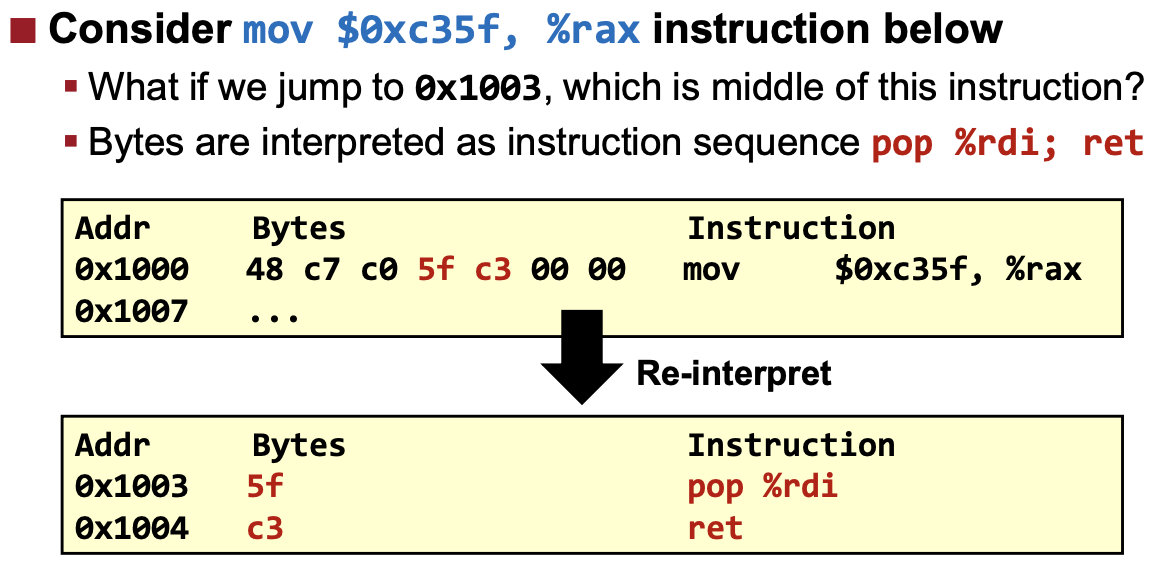 Consider mov $0xc35f, %rax instruction below
What if we jump to 0x1003, which is middle of this instruction?
Bytes are interpreted as instruction sequence pop %rdi; ret
Addr Bytes Instruction
0x1000 48 c7 c0 5f c3 00 00 mov $0xc35f, %rax
0x1007 ...
Re-interpret
Addr Bytes Instruction
0x1003 5f pop %rdi
0x1004 c3 ret